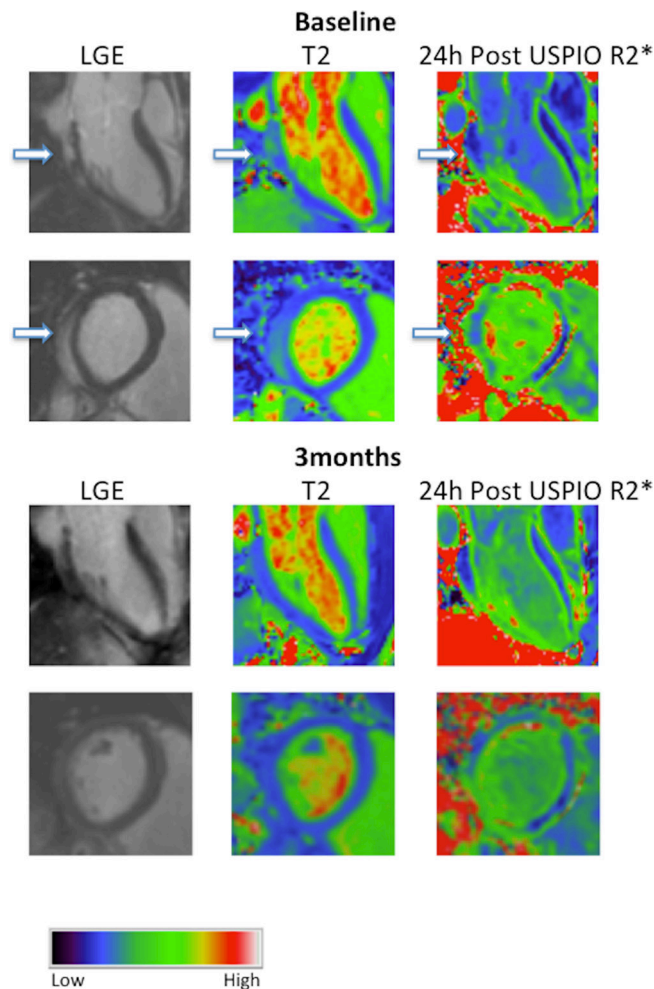 Baseline
LGE T2 24h Post USPIO R2*
3months
LGE T2 24h Post USPIO R2*
Low High